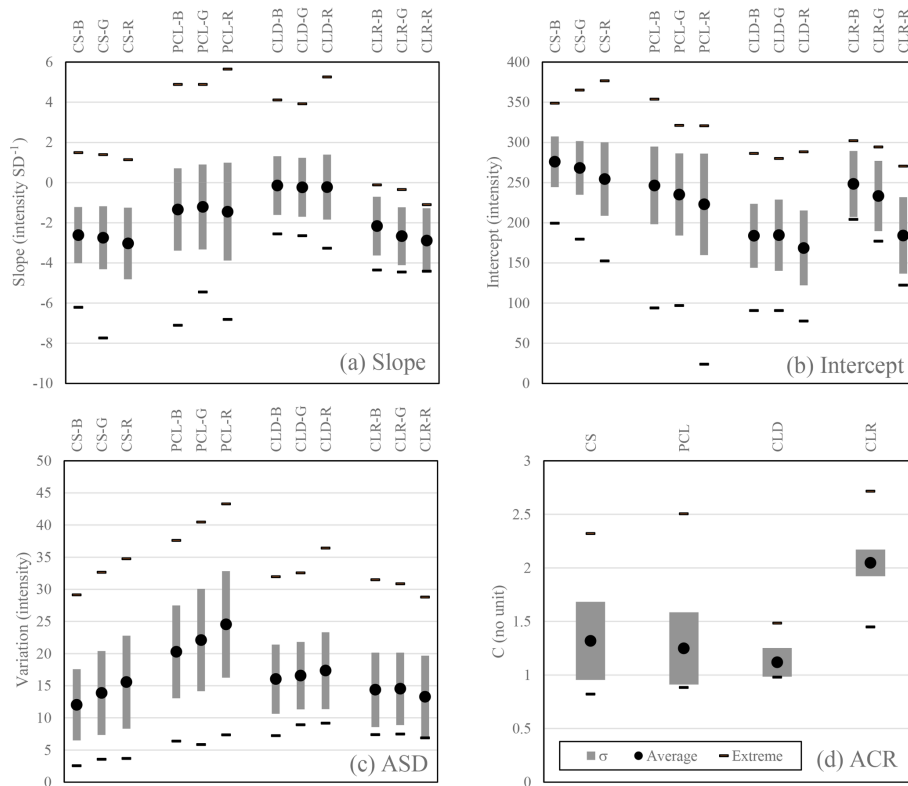 CS-B CS-G CS-R PCL-B PCL-G PCL-R CLD-B CLD-G CLD-R CLR-B CLR-G CLR-R
6
4
2
0
-2
-4
-6
-8
-10
Slope (intensity SD⁻¹)
(a) Slope
CS-B CS-G CS-R PCL-B PCL-G PCL-R CLD-B CLD-G CLD-R CLR-B CLR-G CLR-R
400
350
300
250
200
150
100
50
0
Intercept (intensity)
(b) Intercept
CS-B CS-G CS-R PCL-B PCL-G PCL-R CLD-B CLD-G CLD-R CLR-B CLR-G CLR-R
50
45
40
35
30
25
20
15
10
5
0
Variation (intensity)
(c) ASD
CS PCL CLD CLR
3
2.5
2
1.5
1
0.5
0
C (no unit)
σ Average Extreme
(d) ACR